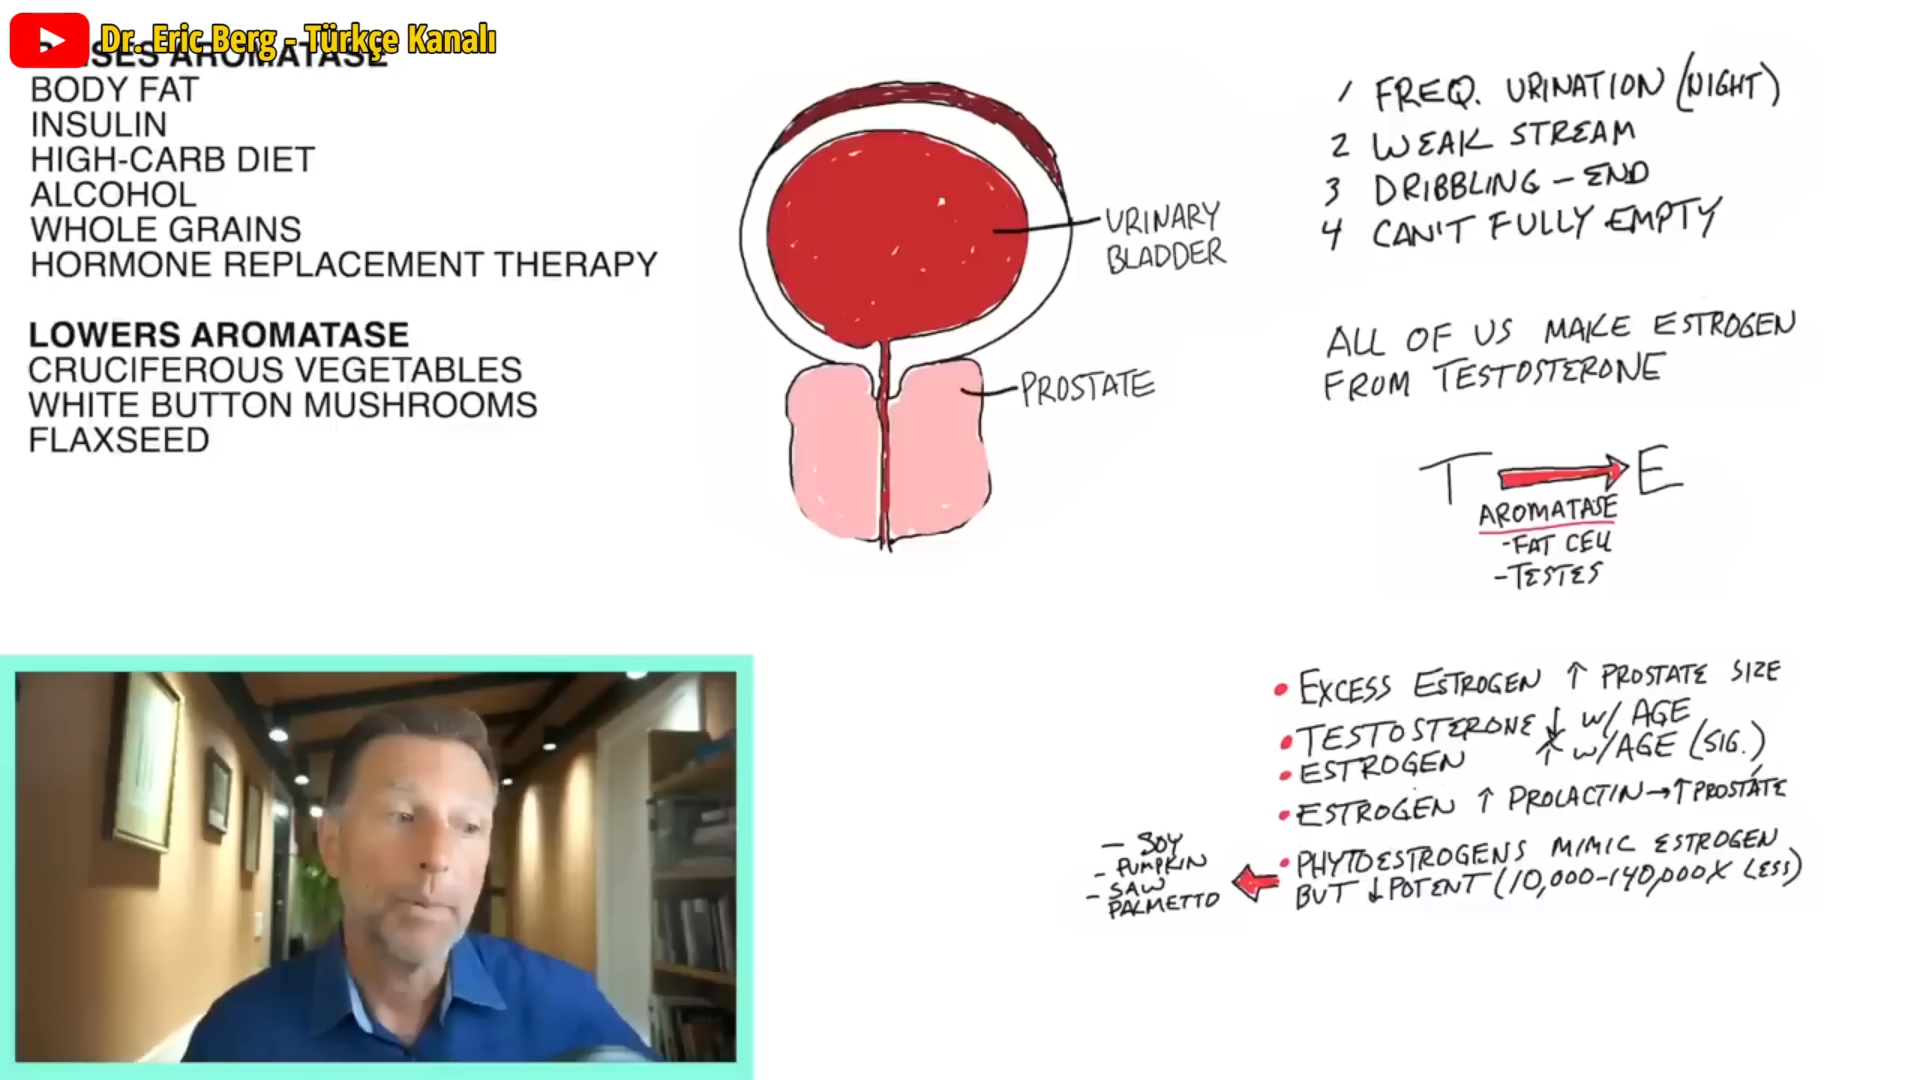 Dr. Eric Berg - Türkçe Kanalı
AROMATASE
BODY FAT
INSULIN
HIGH-CARB DIET
ALCOHOL
WHOLE GRAINS
HORMONE REPLACEMENT THERAPY
LOWERS AROMATASE
CRUCIFEROUS VEGETABLES
WHITE BUTTON MUSHROOMS
FLAXSEED
URINARY
BLADDER
PROSTATE
1 FREQ. URINATION (NIGHT)
2 WEAK STREAM
3 DRIBBLING - END
4 CAN'T FULLY EMPTY
ALL OF US MAKE ESTROGEN
FROM TESTOSTERONE
T → E
AROMATASE
- FAT CELL
- TESTES
• EXCESS ESTROGEN ↑ PROSTATE SIZE
• TESTOSTERONE ↓ W/ AGE
• ESTROGEN ↑ W/AGE (SIG.)
• ESTROGEN ↑ PROLACTIN → ↑ PROSTATE
• PHYTOESTROGENS MIMIC ESTROGEN
BUT ↓ POTENT (10,000-140,000X LESS)
- SOY
- PUMPKIN
- SAW
PALMETTO